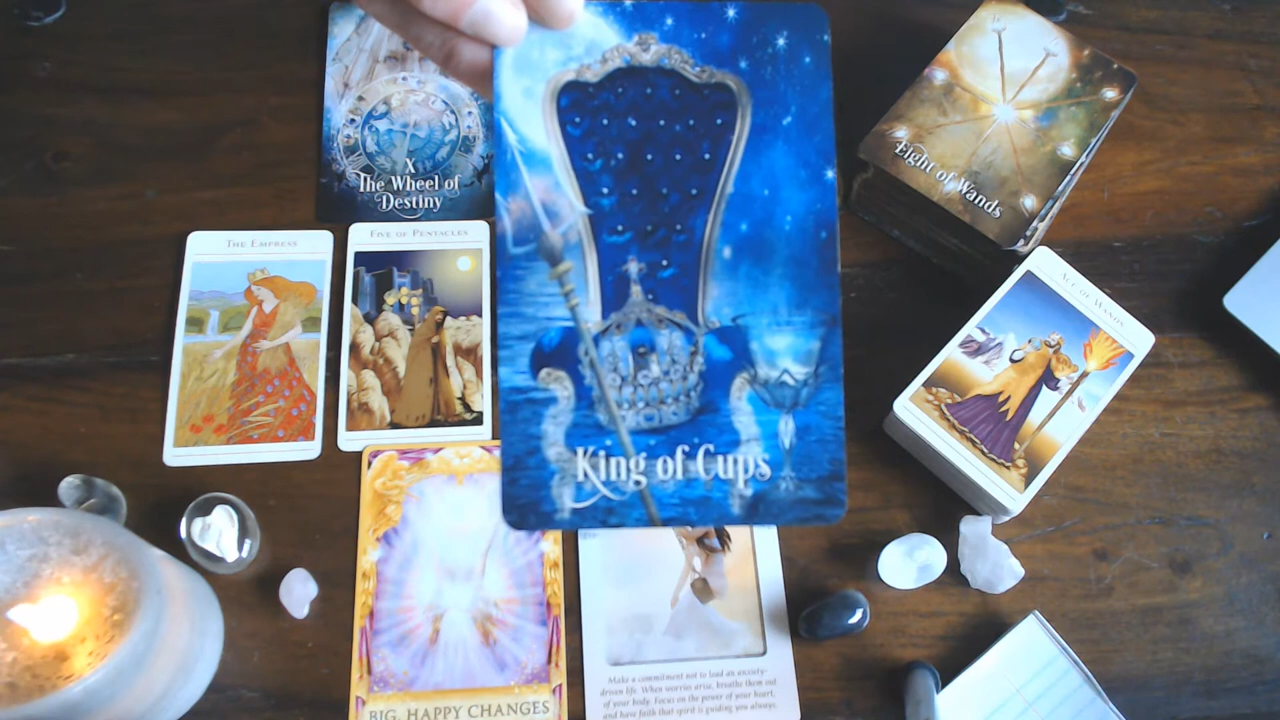 X
The Wheel of
Destiny
The Empress
Five of Pentacles
King of Cups
Eight of Wands
Ace of Wands
BIG, HAPPY CHANGES
Make a commitment not to lead an anxiety-
driven life. When worries arise, breathe them out
of your body. Focus on the power of your heart,
and have faith that spirit is guiding you always.